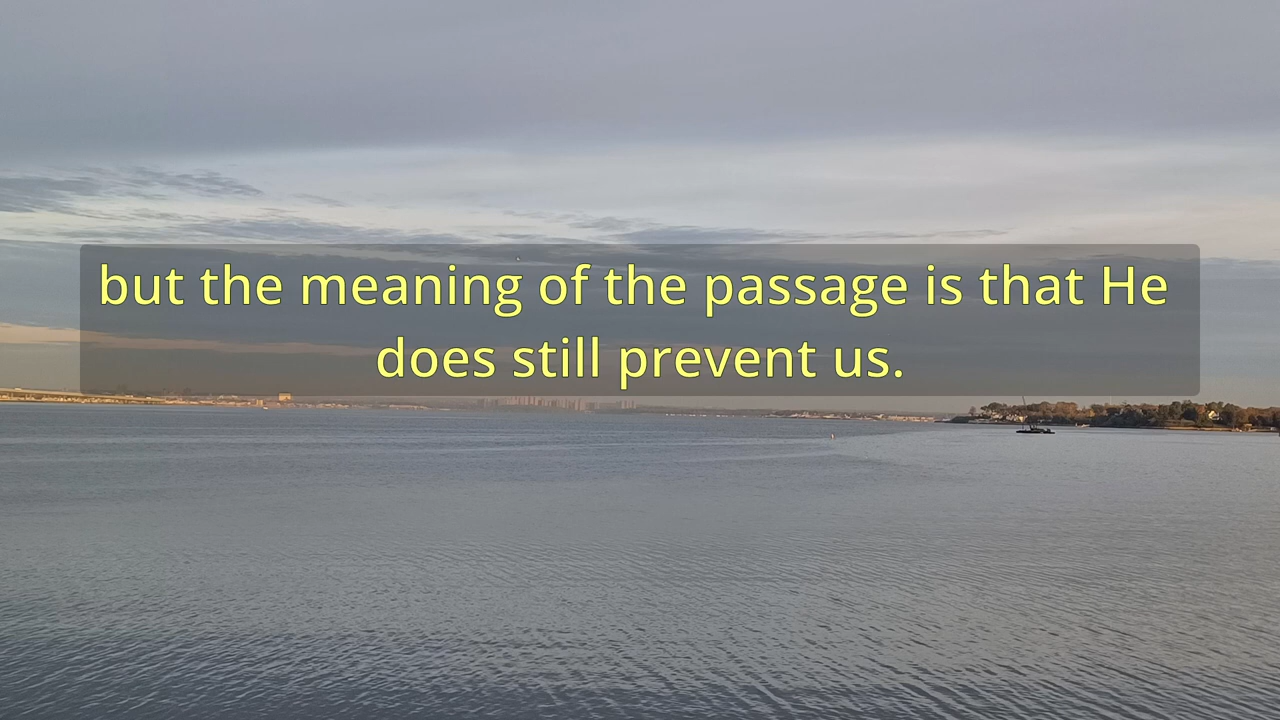 but the meaning of the passage is that He
does still prevent us.